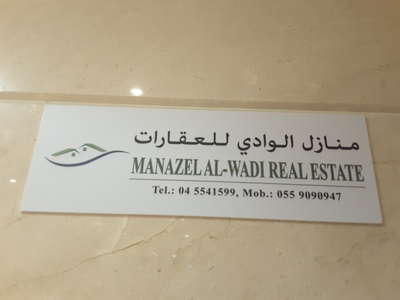 منازل الوادي للعقارات
MANAZEL AL-WADI REAL ESTATE
Tel.: 04 5541599, Mob.: 055 9090947